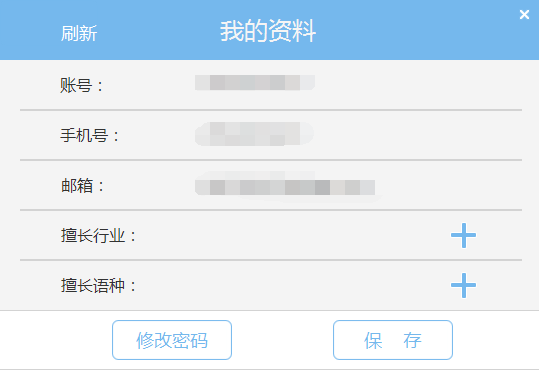 刷新 我的资料 ×
账号：
手机号：
邮箱：
擅长行业： +
擅长语种： +
修改密码 保 存